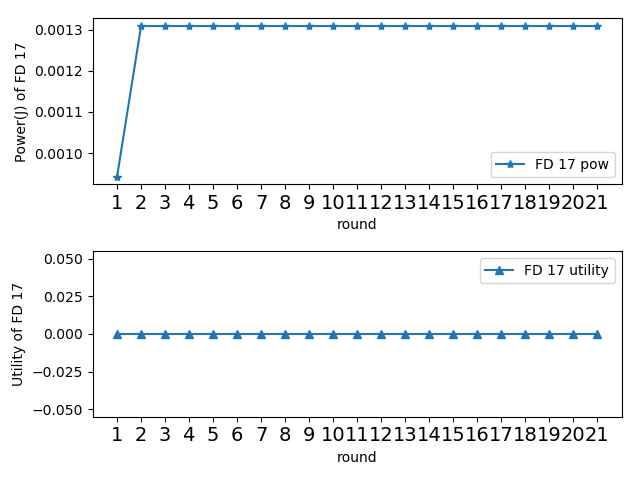 Power(J) of FD 17
0.0013
0.0012
0.0011
0.0010
FD 17 pow
1 2 3 4 5 6 7 8 9 10 11 12 13 14 15 16 17 18 19 20 21
round
Utility of FD 17
0.050
0.025
0.000
−0.025
−0.050
FD 17 utility
1 2 3 4 5 6 7 8 9 10 11 12 13 14 15 16 17 18 19 20 21
round